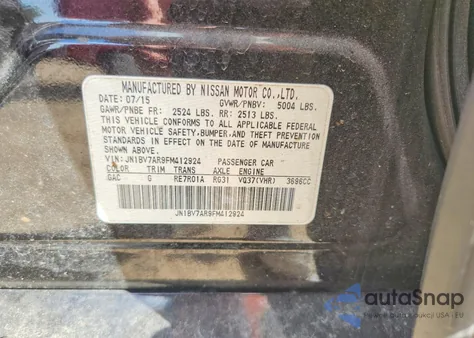 MANUFACTURED BY NISSAN MOTOR CO.,LTD.
DATE: 07/15 GVWR/PNBV: 5004 LBS.
GAWR/PNBE FR: 2524 LBS. RR: 2513 LBS.
THIS VEHICLE CONFORMS TO ALL APPLICABLE FEDERAL
MOTOR VEHICLE SAFETY,BUMPER,AND THEFT PREVENTION
STANDARDS IN EFFECT ON THE DATE OF MANUFACTURE
SHOWN ABOVE.
VIN: JN1BV7AR9FM412924 PASSENGER CAR
COLOR TRIM TRANS AXLE ENGINE
GAC G RE7R01A RG31 VQ37(VHR) 3696CC
JN1BV7AR9FM412924
autoSnap
USA | EU